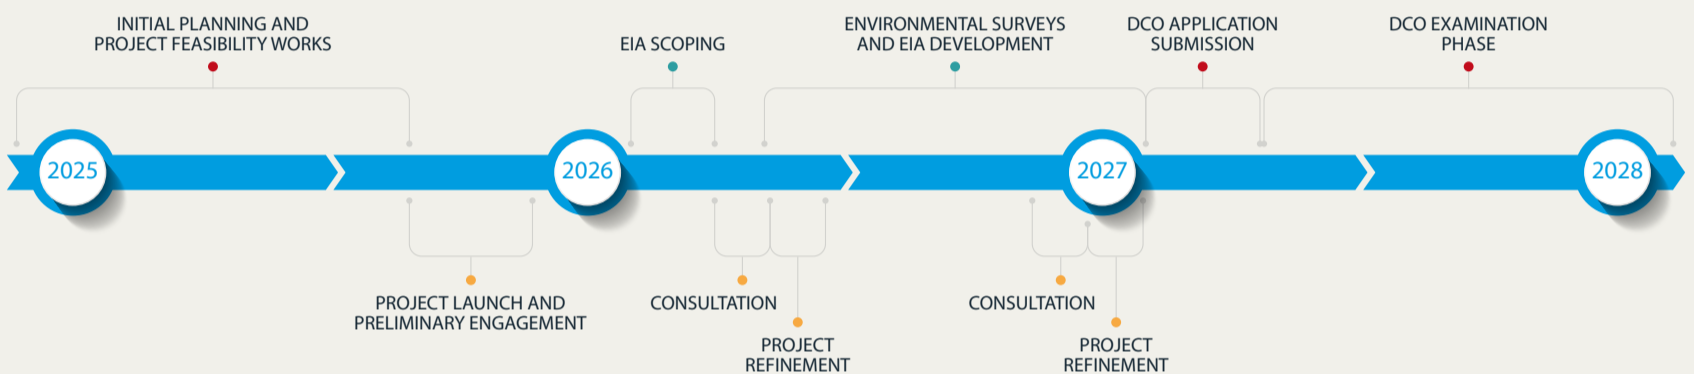 INITIAL PLANNING AND
PROJECT FEASIBILITY WORKS
EIA SCOPING
ENVIRONMENTAL SURVEYS
AND EIA DEVELOPMENT
DCO APPLICATION
SUBMISSION
DCO EXAMINATION
PHASE
2025
2026
2027
2028
PROJECT LAUNCH AND
PRELIMINARY ENGAGEMENT
CONSULTATION
PROJECT
REFINEMENT
CONSULTATION
PROJECT
REFINEMENT